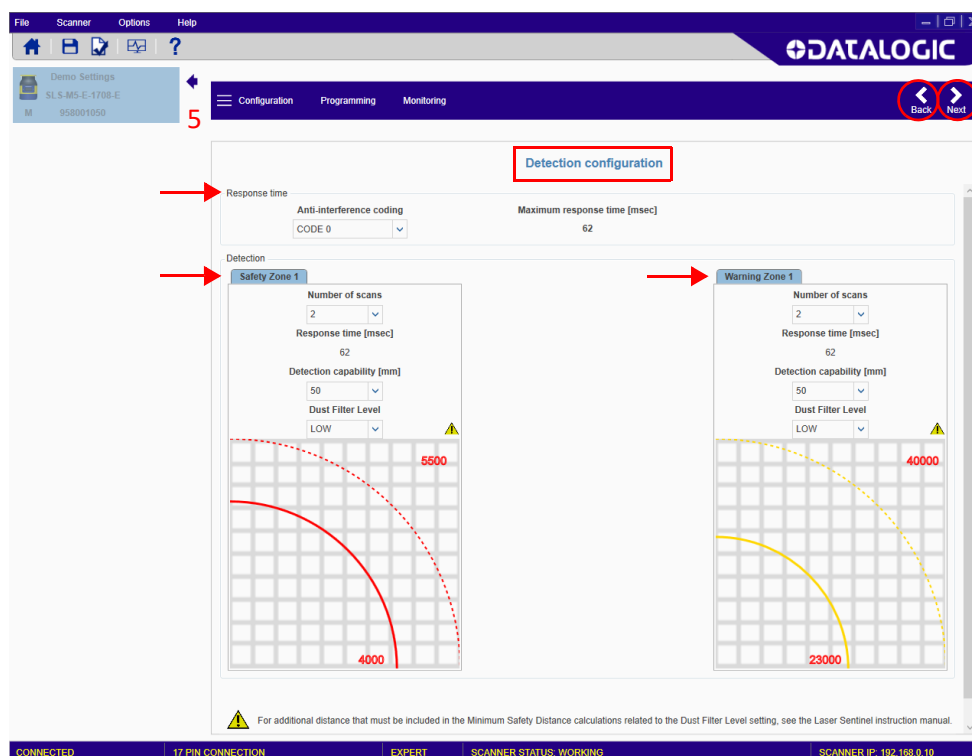 File Scanner Options Help
DATALOGIC
Demo Settings
SLS-M5-E-1708-E
M 958001050
5
Configuration Programming Monitoring
Back Next
Detection configuration
Response time
Anti-interference coding Maximum response time [msec]
CODE 0 62
Detection
Safety Zone 1 Warning Zone 1
Number of scans Number of scans
2 2
Response time [msec] Response time [msec]
62 62
Detection capability [mm] Detection capability [mm]
50 50
Dust Filter Level Dust Filter Level
LOW LOW
5500 40000
4000 23000
For additional distance that must be included in the Minimum Safety Distance calculations related to the Dust Filter Level setting, see the Laser Sentinel instruction manual.
CONNECTED 17 PIN CONNECTION EXPERT SCANNER STATUS: WORKING SCANNER IP: 192.168.0.10